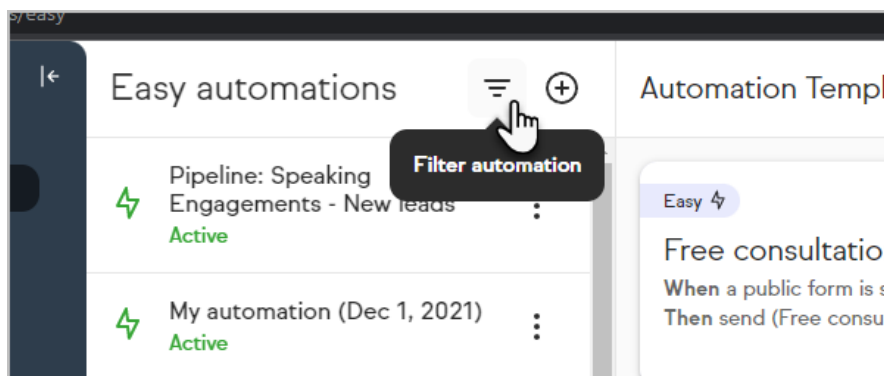 s/easy
Easy automations
Automation Templ
Filter automation
Pipeline: Speaking
Engagements - New leads
Active
My automation (Dec 1, 2021)
Active
Easy
Free consultatio
When a public form is s
Then send (Free consu